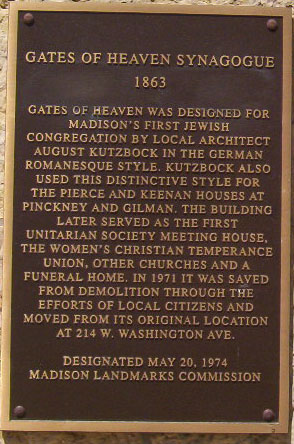 GATES OF HEAVEN SYNAGOGUE
1863
GATES OF HEAVEN WAS DESIGNED FOR
MADISON'S FIRST JEWISH
CONGREGATION BY LOCAL ARCHITECT
AUGUST KUTZBOCK IN THE GERMAN
ROMANESQUE STYLE. KUTZBOCK ALSO
USED THIS DISTINCTIVE STYLE FOR
THE PIERCE AND KEENAN HOUSES AT
PINCKNEY AND GILMAN. THE BUILDING
LATER SERVED AS THE FIRST
UNITARIAN SOCIETY MEETING HOUSE,
THE WOMEN'S CHRISTIAN TEMPERANCE
UNION, OTHER CHURCHES AND A
FUNERAL HOME. IN 1971 IT WAS SAVED
FROM DEMOLITION THROUGH THE
EFFORTS OF LOCAL CITIZENS AND
MOVED FROM ITS ORIGINAL LOCATION
AT 214 W. WASHINGTON AVE.
DESIGNATED MAY 20, 1974
MADISON LANDMARKS COMMISSION